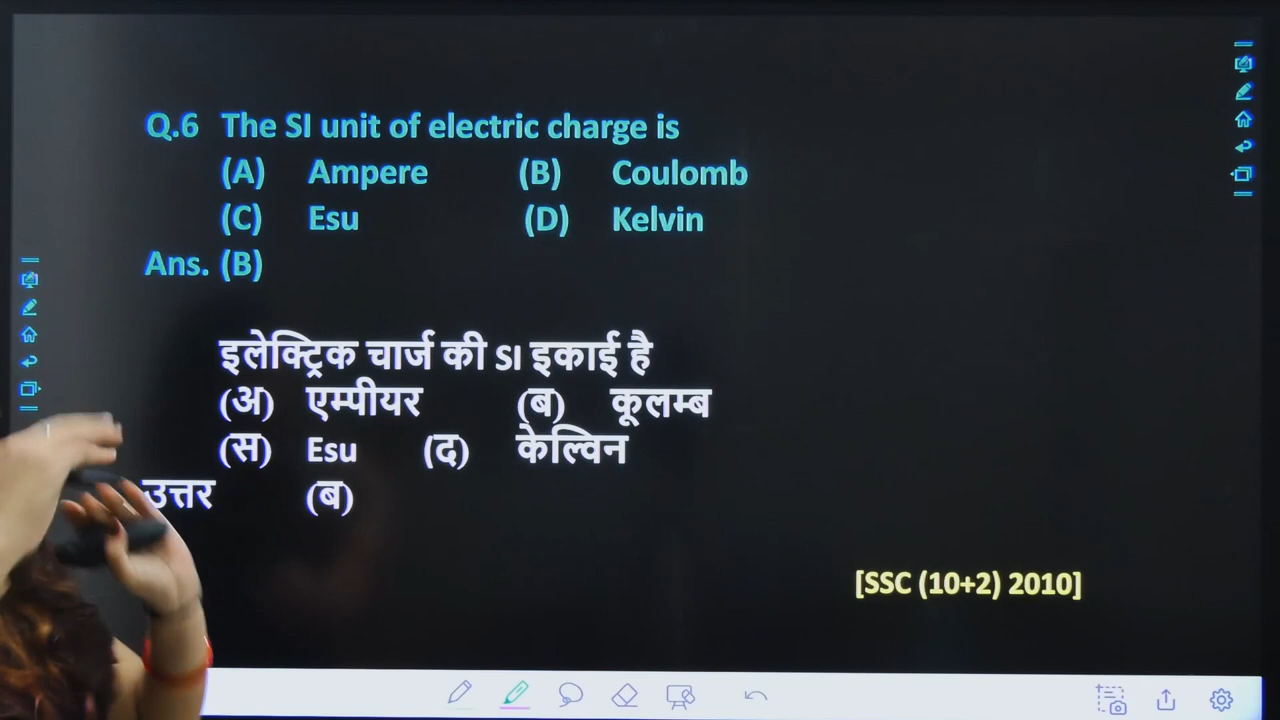 Q.6 The SI unit of electric charge is
(A) Ampere (B) Coulomb
(C) Esu (D) Kelvin
Ans. (B)
इलेक्ट्रिक चार्ज की SI इकाई है
(अ) एम्पीयर (ब) कूलम्ब
(स) Esu (द) केल्विन
उत्तर (ब)
[SSC (10+2) 2010]